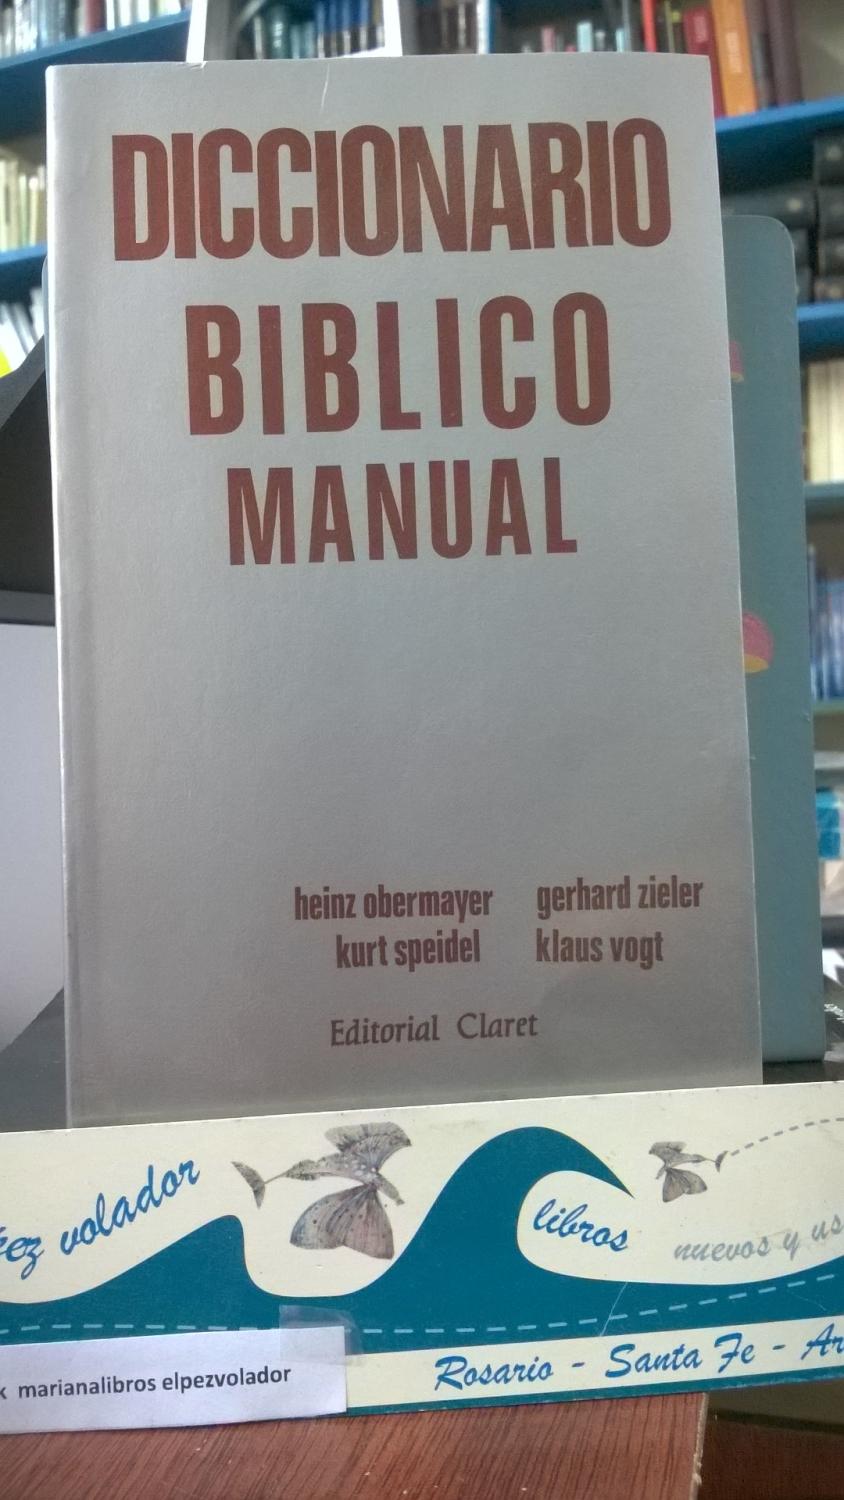 DICCIONARIO
BIBLICO
MANUAL
heinz obermayer gerhard zieler
kurt speidel klaus vogt
Editorial Claret
volador
libros
nuevos y
marianalibros elpezvolador
Rosario - Santa Fe -